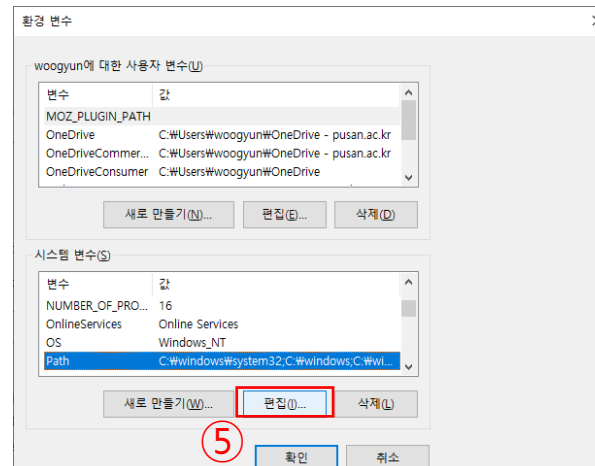 환경 변수
woogyun에 대한 사용자 변수(U)
변수 값
MOZ_PLUGIN_PATH
OneDrive C:₩Users₩woogyun₩OneDrive - pusan.ac.kr
OneDriveCommer... C:₩Users₩woogyun₩OneDrive - pusan.ac.kr
OneDriveConsumer C:₩Users₩woogyun₩OneDrive
새로 만들기(N)... 편집(E)... 삭제(D)
시스템 변수(S)
변수 값
NUMBER_OF_PRO... 16
OnlineServices Online Services
OS Windows_NT
Path C:₩windows₩system32;C:₩windows;C:₩wi...
새로 만들기(W)... 편집(I)... 삭제(L)
⑤
확인 취소